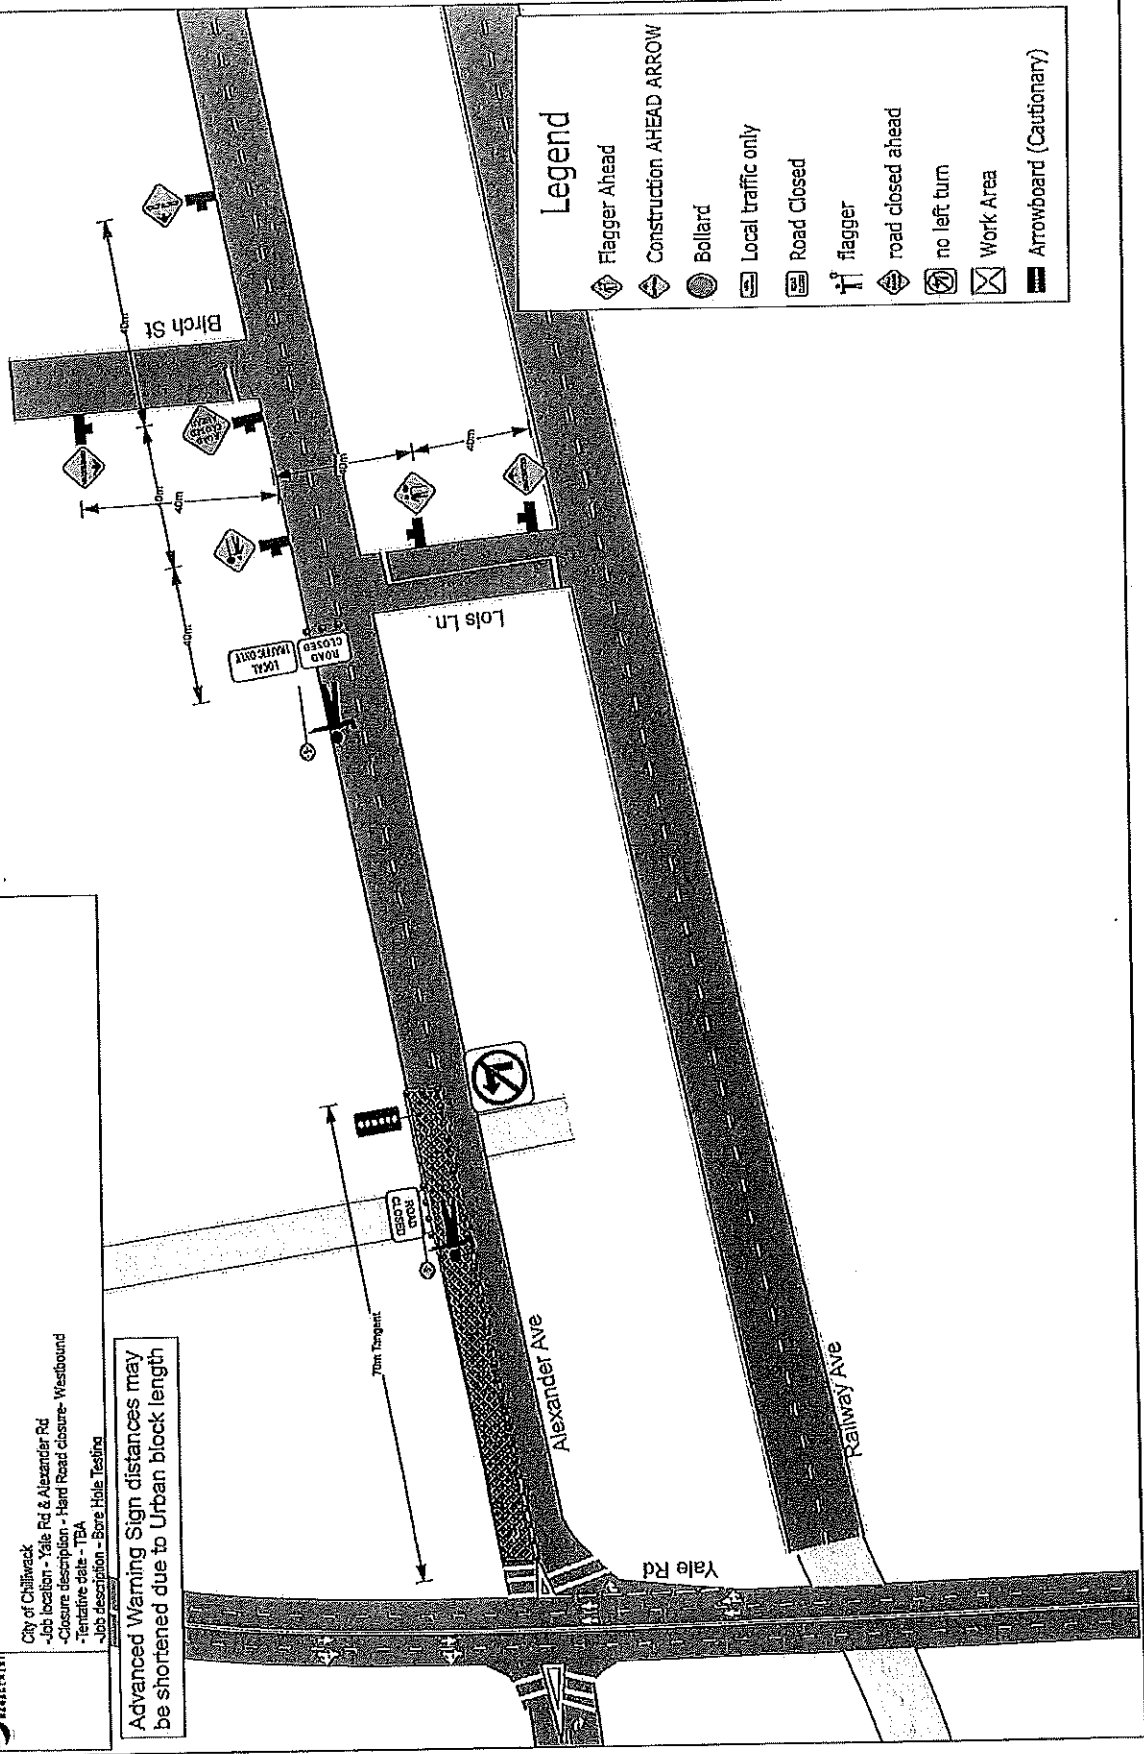 City of Chilliwack
-Job location - Yale Rd & Alexander Rd
-Closure description - Hard Road closure- Westbound
-Tentative date - TBA
-Job description - Bore Hole Testing
Advanced Warning Sign distances may
be shortened due to Urban block length
70m Tangent
ROAD
CLOSED
Alexander Ave
Yale Rd
Railway Ave
LOCAL
TRAFFIC ONLY
ROAD
CLOSED
40m
40m
40m
40m
40m
Lois Ln.
Birch St
Legend
Flagger Ahead
Construction AHEAD ARROW
Bollard
Local traffic only
Road Closed
flagger
road closed ahead
no left turn
Work Area
Arrowboard (Cautionary)